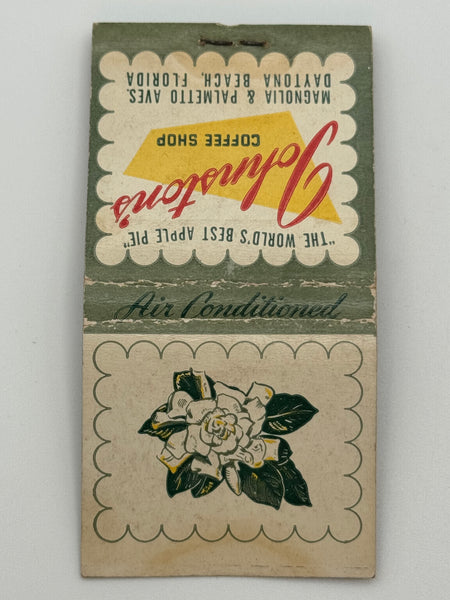 "THE WORLD'S BEST APPLE PIE"
Johnston's
COFFEE SHOP
MAGNOLIA & PALMETTO AVES.
DAYTONA BEACH, FLORIDA
Air Conditioned